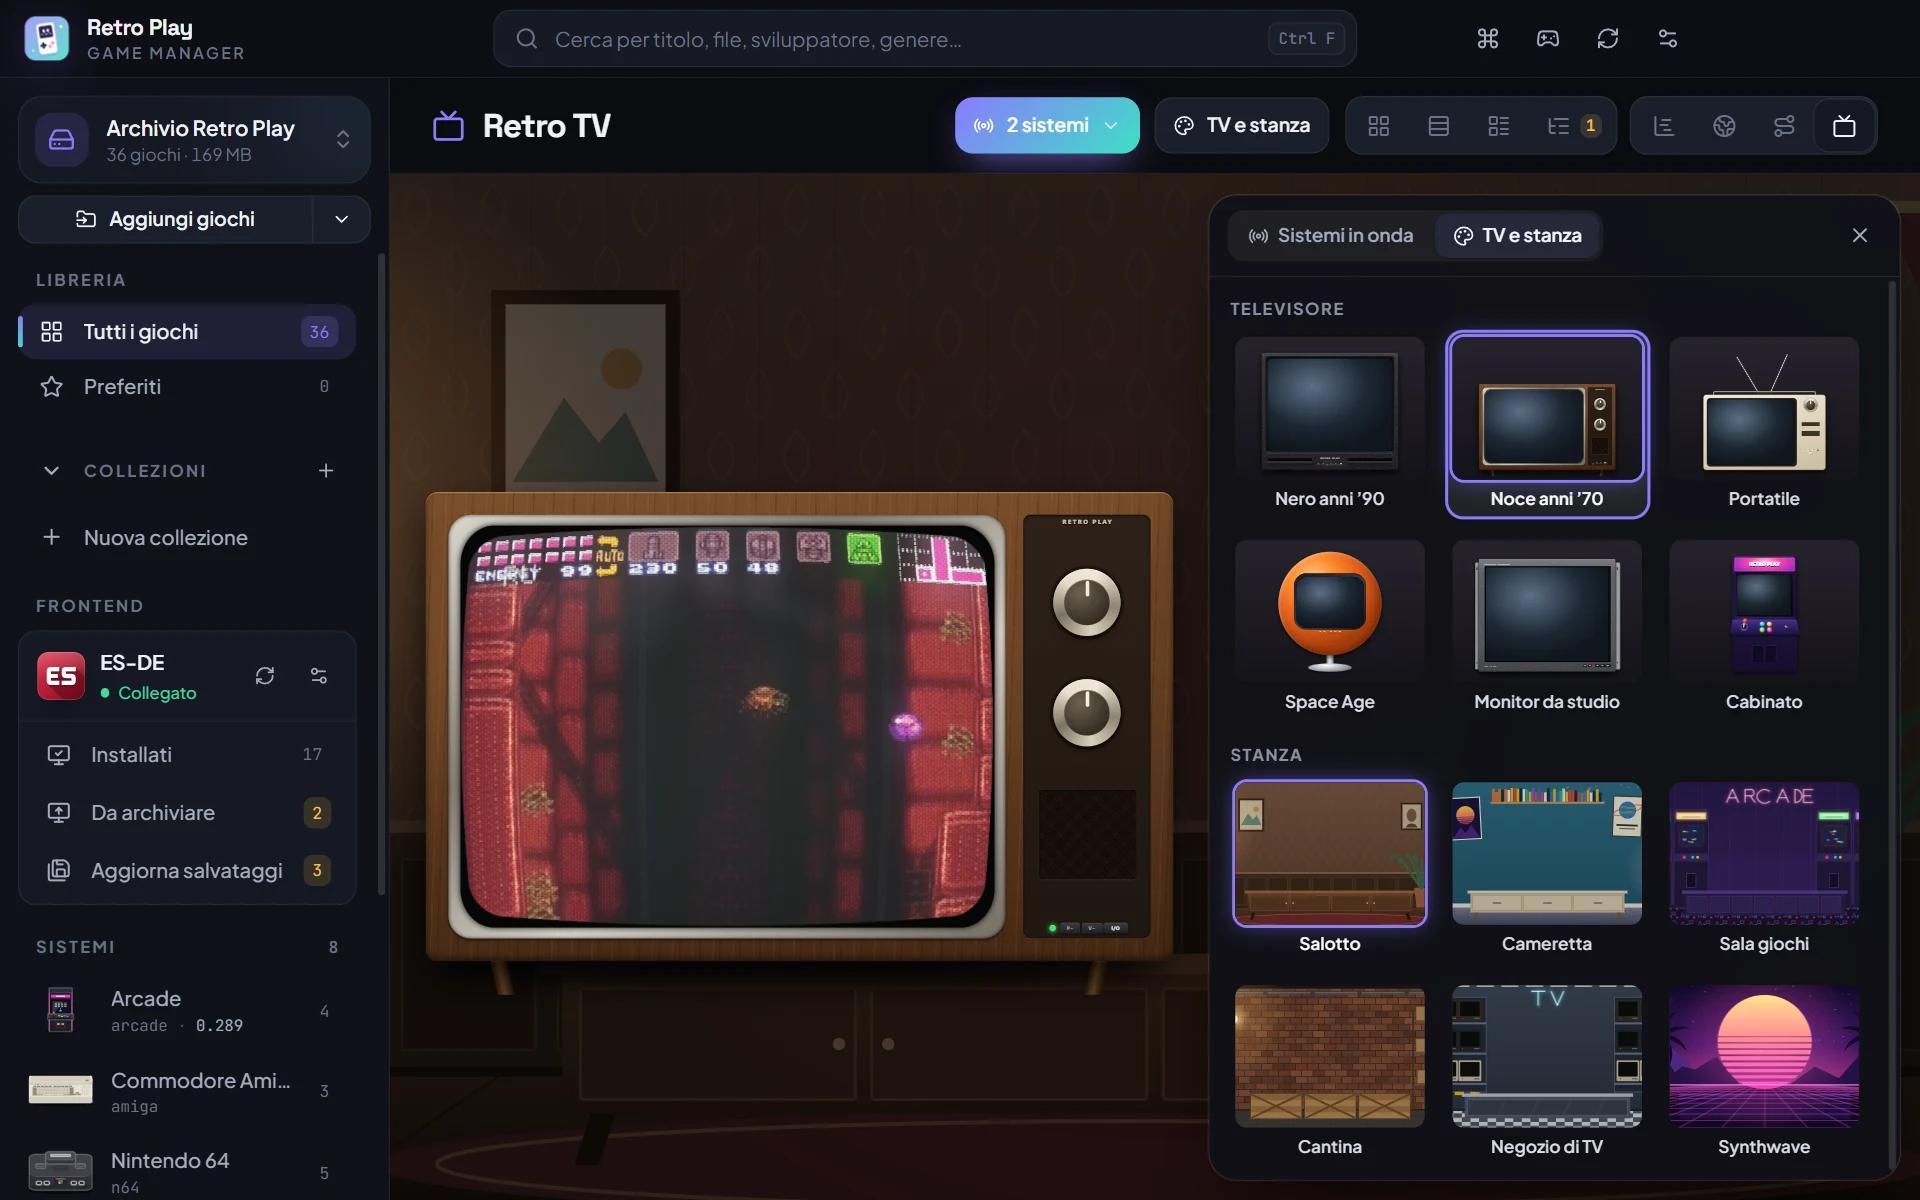 Retro Play
GAME MANAGER
Cerca per titolo, file, sviluppatore, genere...
Ctrl F
Archivio Retro Play
36 giochi · 169 MB
Aggiungi giochi
LIBRERIA
Tutti i giochi
36
Preferiti
0
COLLEZIONI
Nuova collezione
FRONTEND
ES
ES-DE
Collegato
Installati
17
Da archiviare
2
Aggiorna salvataggi
3
SISTEMI
8
Arcade
arcade · 0.289
4
Commodore Ami...
amiga
3
Nintendo 64
n64
5
Retro TV
2 sistemi
TV e stanza
1
RETRO PLAY
AUTO
ENERGY 99 230 50 48
I/O
Sistemi in onda
TV e stanza
TELEVISORE
Nero anni ’90
Noce anni ’70
Portatile
RETRO PLAY
Space Age
Monitor da studio
Cabinato
STANZA
ARCADE
Salotto
Cameretta
Sala giochi
TV
Cantina
Negozio di TV
Synthwave